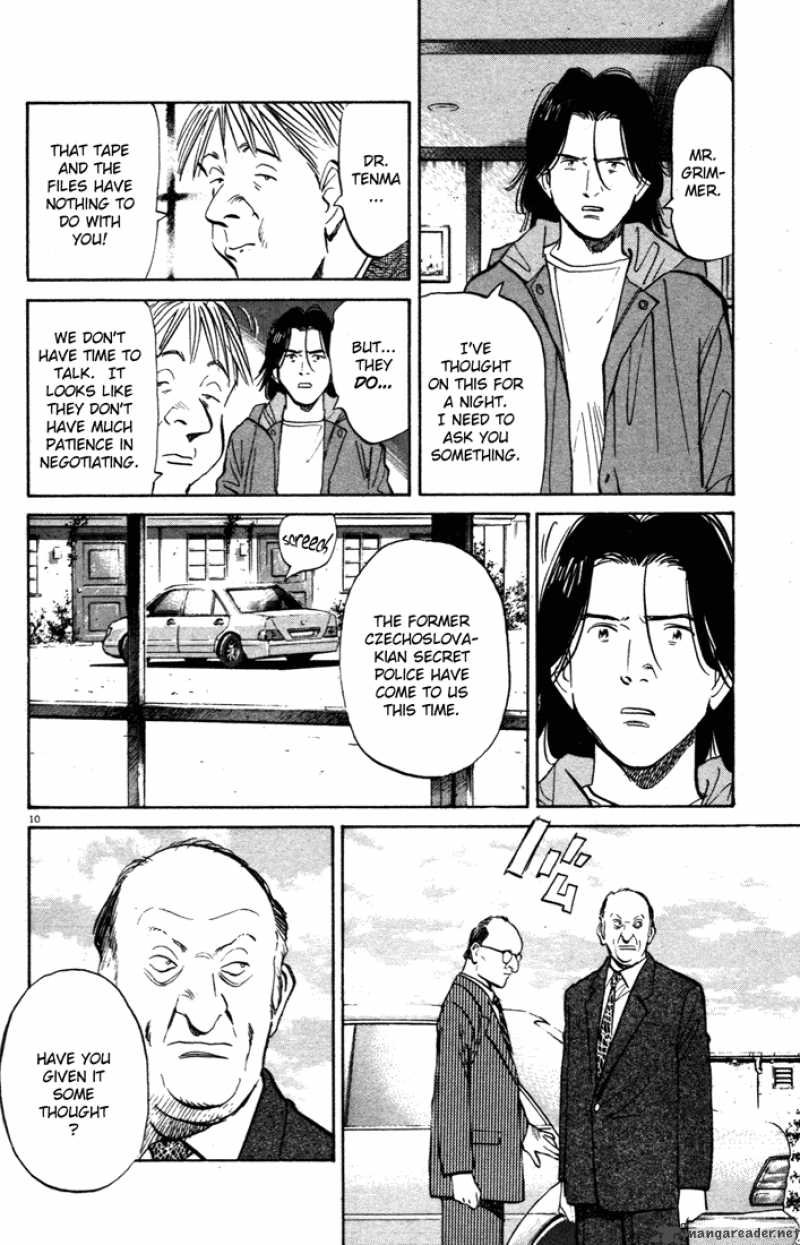 MR.
GRIM-
MER.
I'VE
THOUGHT
ON THIS FOR
A NIGHT.
I NEED TO
ASK YOU
SOMETHING.
DR.
TENMA
...
THAT TAPE
AND THE
FILES HAVE
NOTHING TO
DO WITH
YOU!
BUT...
THEY
DO...
WE DON'T
HAVE TIME TO
TALK. IT
LOOKS LIKE
THEY DON'T
HAVE MUCH
PATIENCE IN
NEGOTIATING.
SCREECH
THE FORMER
CZECHOSLOVA-
KIAN SECRET
POLICE HAVE
COME TO US
THIS TIME.
10
バム
HAVE YOU
GIVEN IT
SOME
THOUGHT
?
mangareader.net